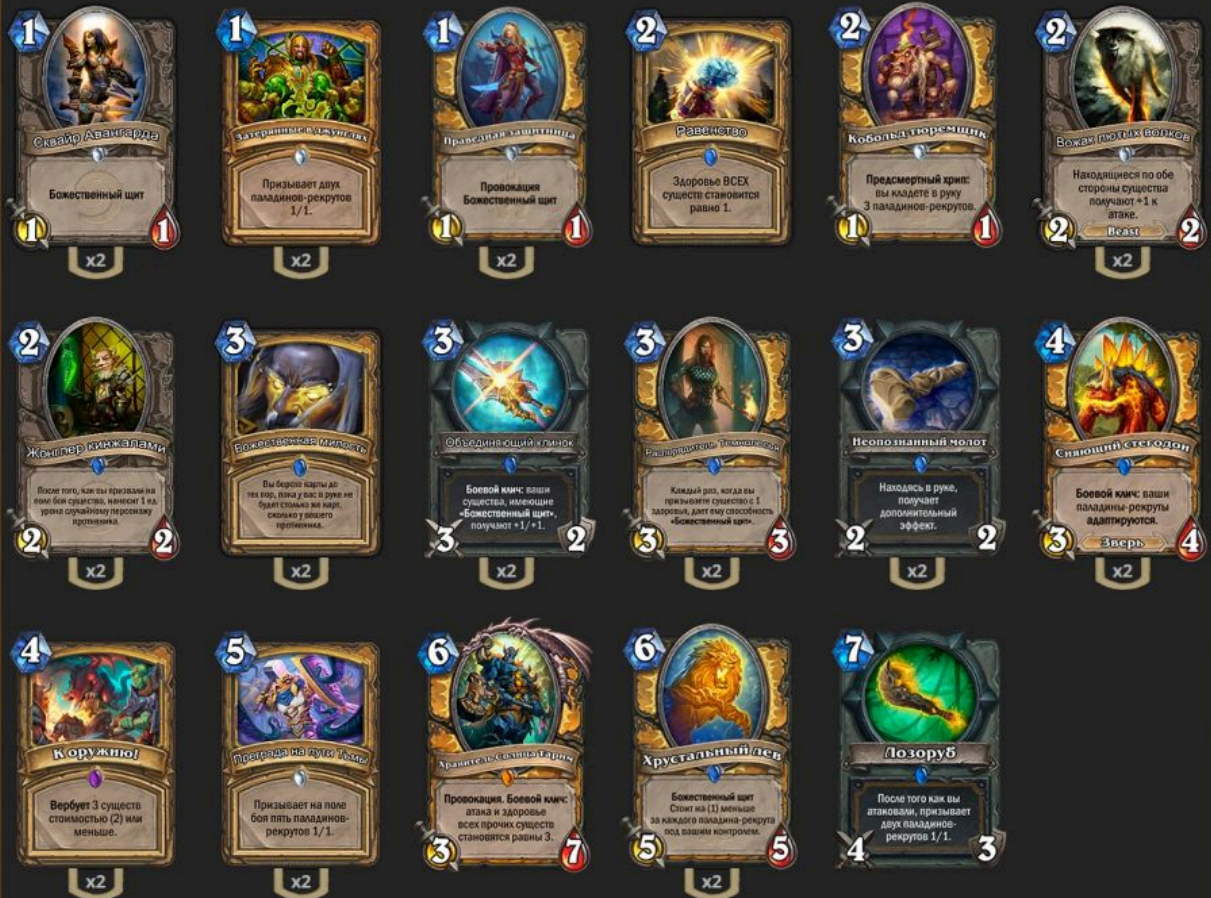 1
Сквайр Авангарда
Божественный щит
1
1
x2
1
Затерянные в джунглях
Призывает двух
паладинов-рекрутов
1/1.
x2
1
Праведная защитница
Провокация
Божественный щит
1
1
x2
2
Равенство
Здоровье ВСЕХ
существ становится
равно 1.
2
Кобольд тюремщик
Предсмертный хрип:
вы кладете в руку
3 паладинов-рекрутов.
1
1
2
Вожак лютых волков
Находящиеся по обе
стороны существа
получают +1 к
атаке.
Beast
2
2
x2
2
Жонглер кинжалами
После того, как вы призвали на
поле боя существо, наносит 1 ед.
урона случайному персонажу
противника.
2
2
x2
3
Божественная милость
Вы берете карты до
тех пор, пока у вас в руке не
будет столько же карт,
сколько у вашего
противника.
x2
3
Объединяющий клинок
Боевой клич: ваши
существа, имеющие
«Божественный щит»,
получают +1/+1.
3
2
x2
3
Распорядитель Темношорья
Каждый раз, когда вы
призываете существо с 1
здоровья, дает ему способность
«Божественный щит».
3
3
x2
3
Неопознанный молот
Находясь в руке,
получает
дополнительный
эффект.
2
2
x2
4
Сияющий стегодон
Боевой клич: ваши
паладины-рекруты
адаптируются.
Зверь
3
4
x2
4
К оружию!
Вербует 3 существ
стоимостью (2) или
меньше.
x2
5
Преграда на пути Тьмы
Призывает на поле
боя пять паладинов-
рекрутов 1/1.
x2
6
Хранитель Солнца Тарим
Провокация. Боевой клич:
атака и здоровье
всех прочих существ
становятся равны 3.
3
7
6
Хрустальный лев
Божественный щит
Стоит на (1) меньше
за каждого паладина-рекрута
под вашим контролем.
5
5
x2
7
Лозоруб
После того как вы
атаковали, призывает
двух паладинов-
рекрутов 1/1.
4
3